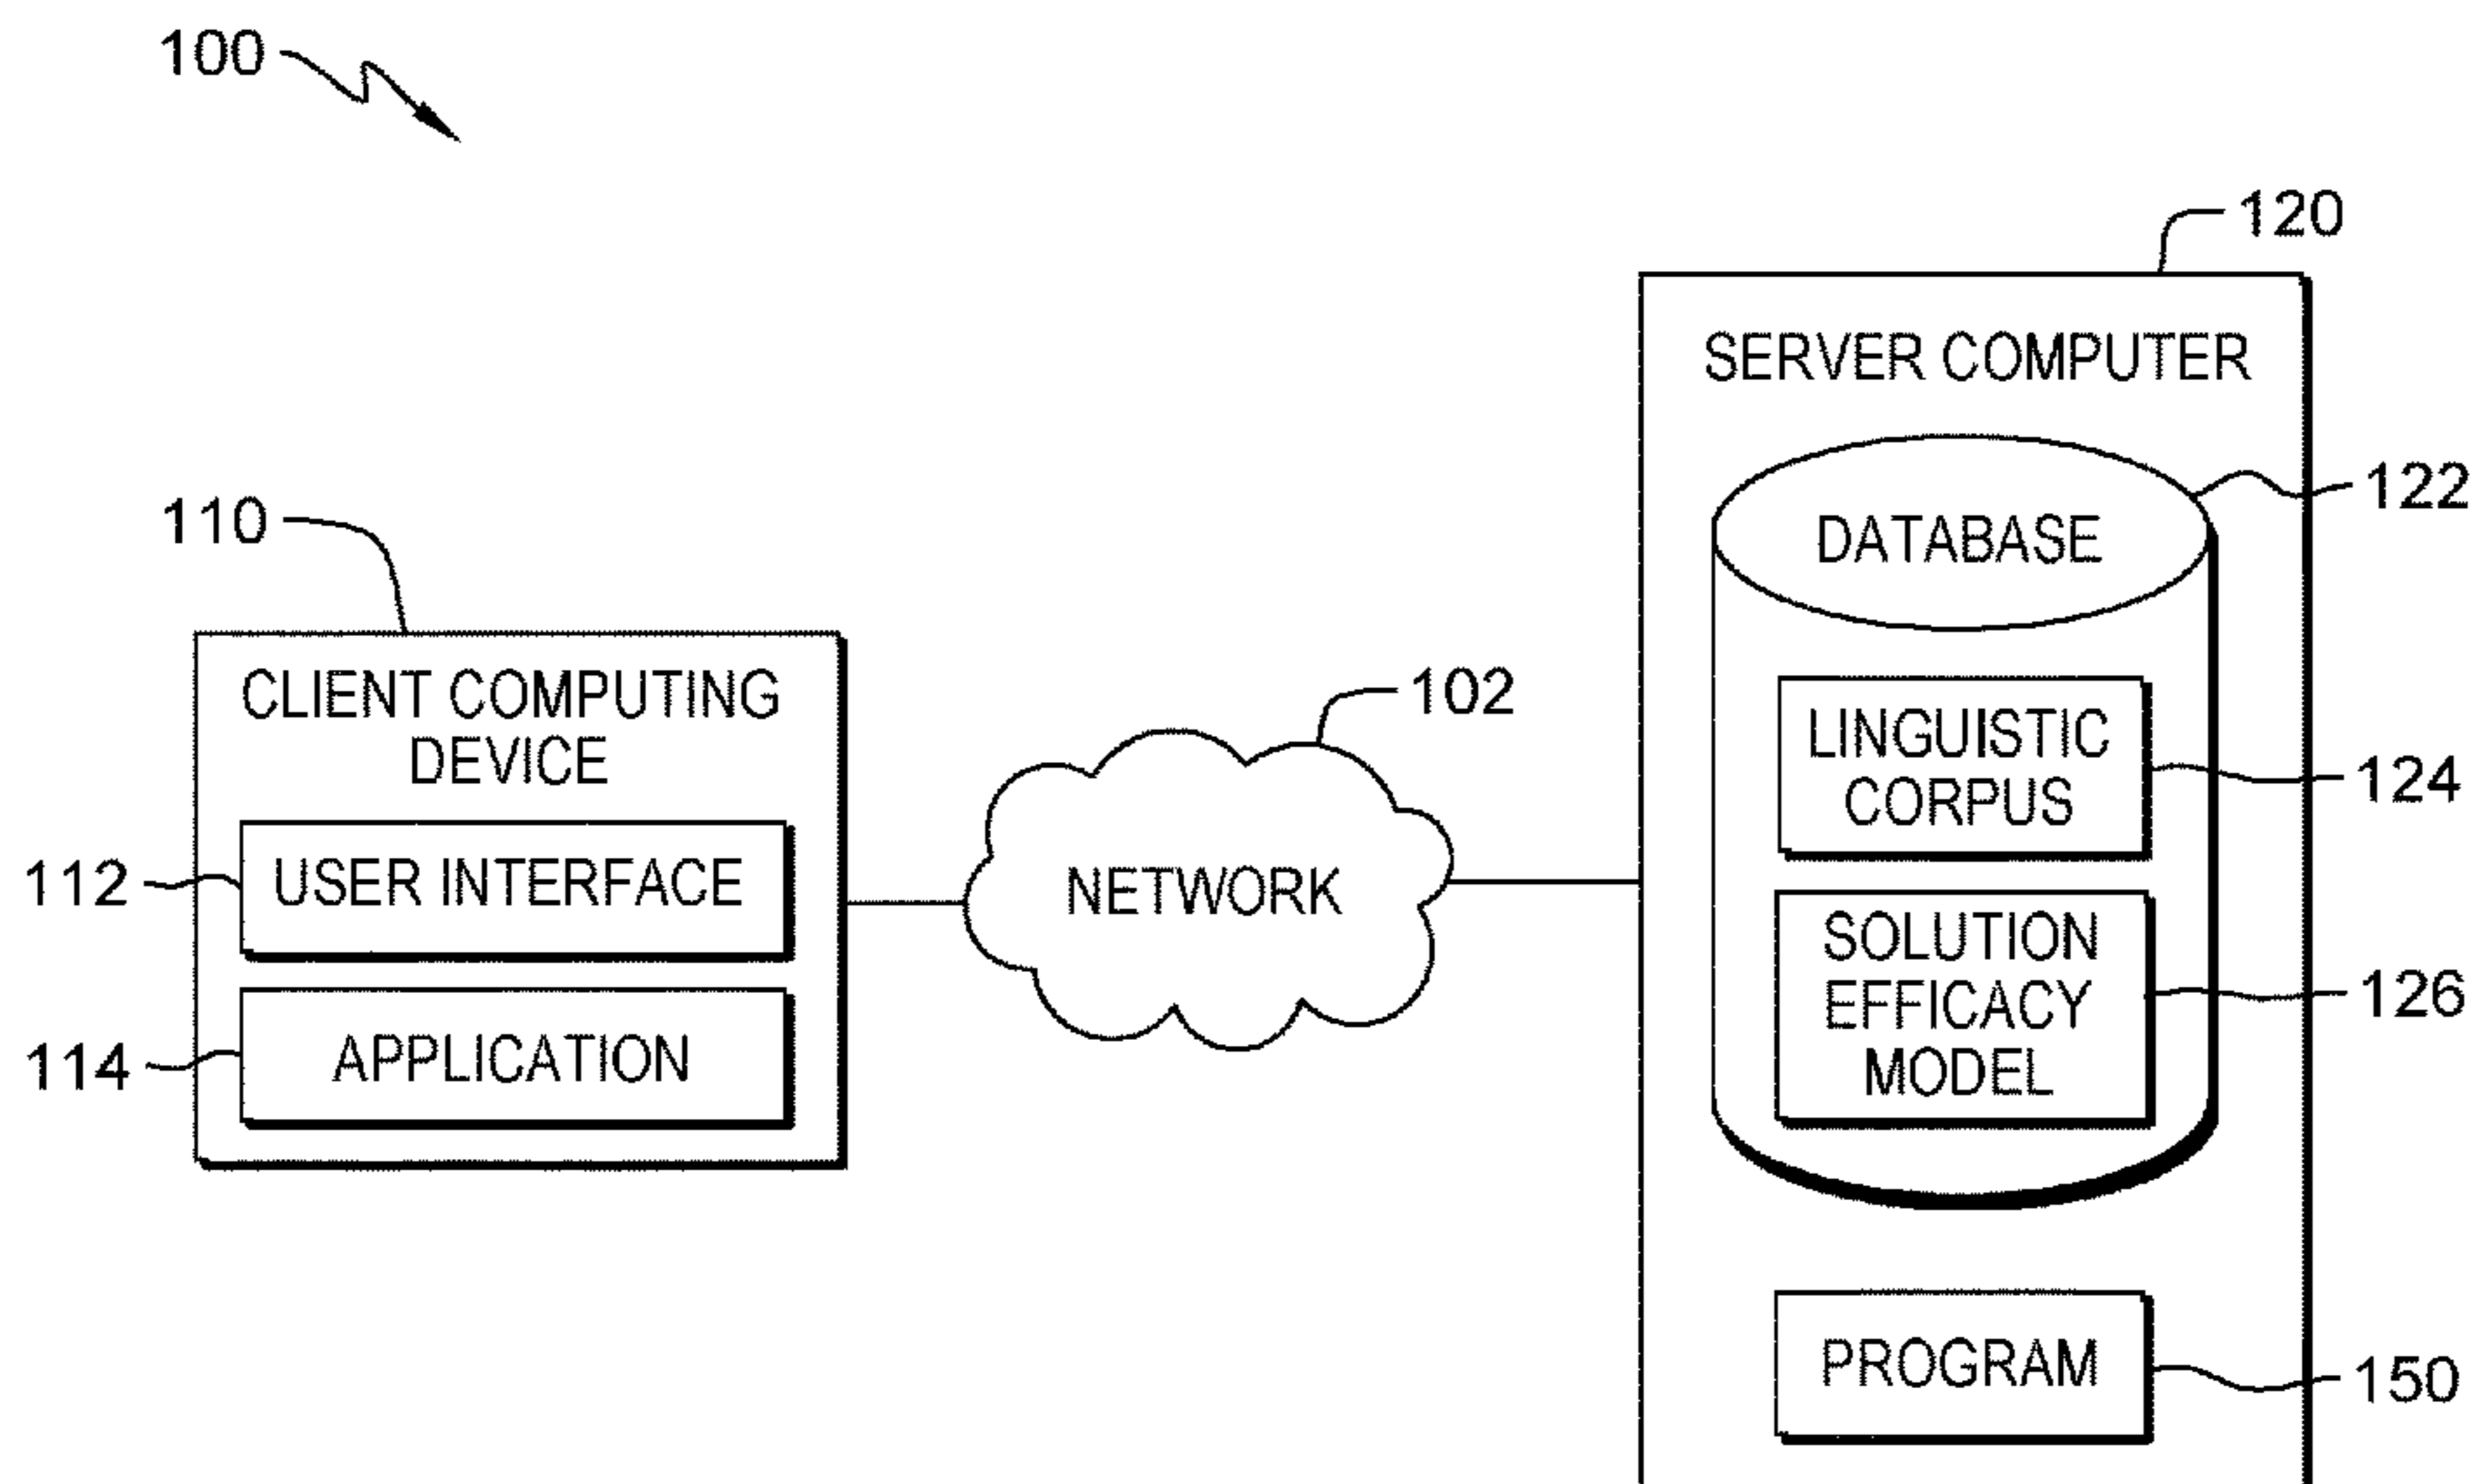 100
120
SERVER COMPUTER
122
DATABASE
110
CLIENT COMPUTING
DEVICE
102
LINGUISTIC
CORPUS
124
112
USER INTERFACE
NETWORK
SOLUTION
EFFICACY
MODEL
126
114
APPLICATION
PROGRAM
150